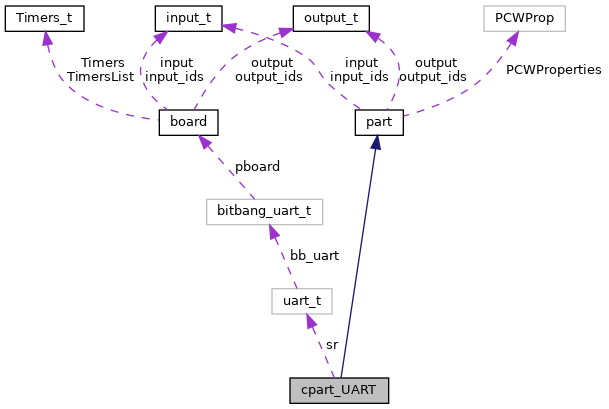 Timers_t
input_t
output_t
PCWProp
Timers
TimersList
input
input_ids
output
output_ids
input
input_ids
output
output_ids
PCWProperties
board
part
pboard
bitbang_uart_t
bb_uart
uart_t
sr
cpart_UART